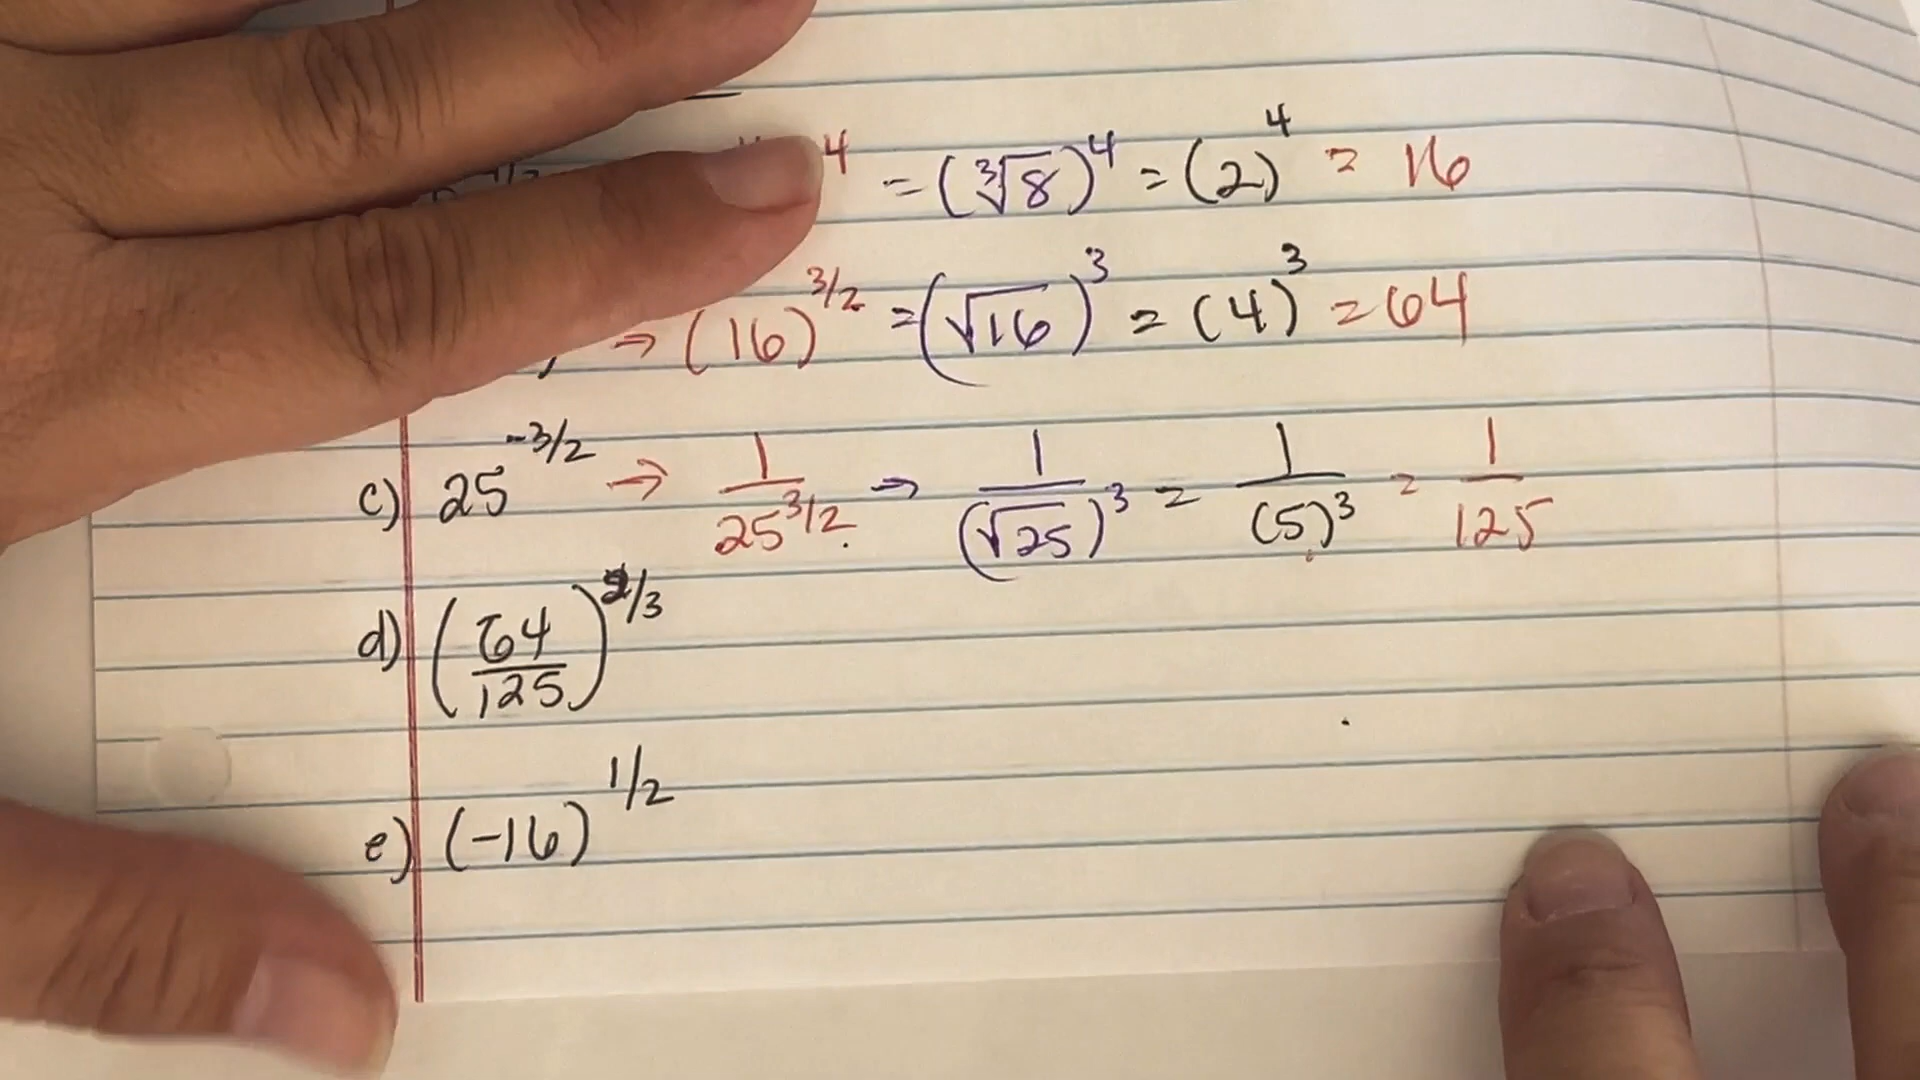 4 = (∛8)^4 = (2)^4 = 16
→ (16)^3/2 = (√16)^3 = (4)^3 = 64
c) 25^-3/2 → 1/25^3/2 → 1/(√25)^3 = 1/(5)^3 = 1/125
d) (64/125)^2/3
e) (-16)^1/2